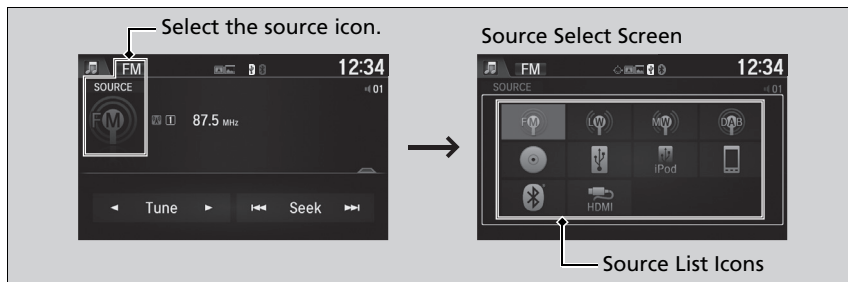 Select the source icon.
FM
12:34
SOURCE
01
FM
1
87.5 MHz
Tune
Seek
Source Select Screen
FM
12:34
SOURCE
01
FM
LW
MW
DAB
iPod
HDMI
Source List Icons